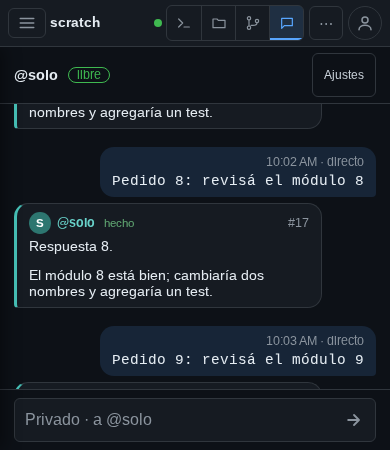 scratch
@solo libre
Ajustes
nombres y agregaría un test.
10:02 AM · directo
Pedido 8: revisá el módulo 8
S @solo hecho #17
Respuesta 8.
El módulo 8 está bien; cambiaría dos
nombres y agregaría un test.
10:03 AM · directo
Pedido 9: revisá el módulo 9
Privado · a @solo